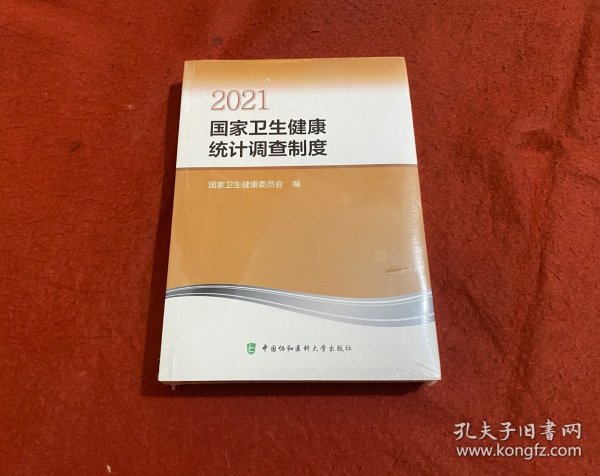 2021
国家卫生健康
统计调查制度
国家卫生健康委员会 编
中国协和医科大学出版社
孔夫子旧书网
www.kongfz.com